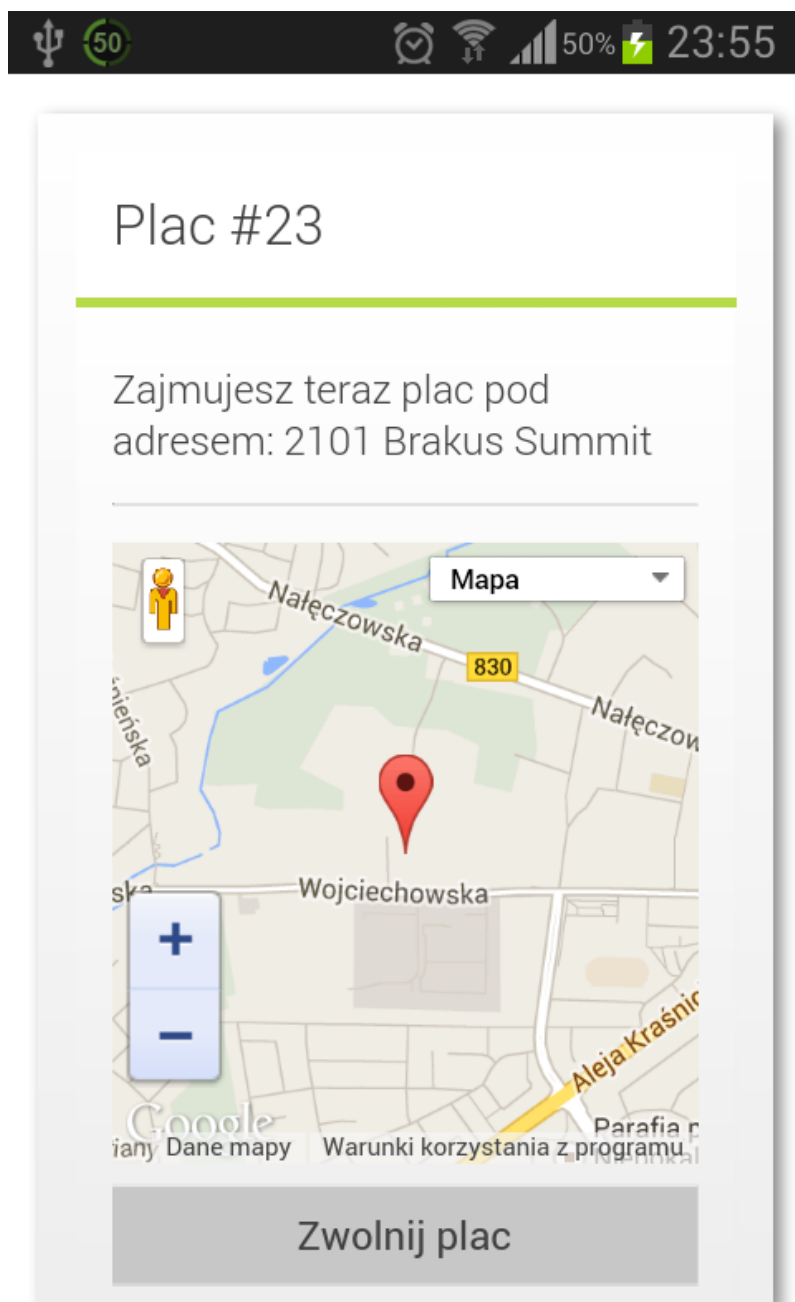 50 50% 23:55
Plac #23
Zajmujesz teraz plac pod
adresem: 2101 Brakus Summit
Mapa
Nałęczowska
830
Nałęczow
ska
Wojciechowska
+
−
Aleja Kraśnic
Google
Parafia p
Dane mapy Warunki korzystania z programu
Zwolnij plac